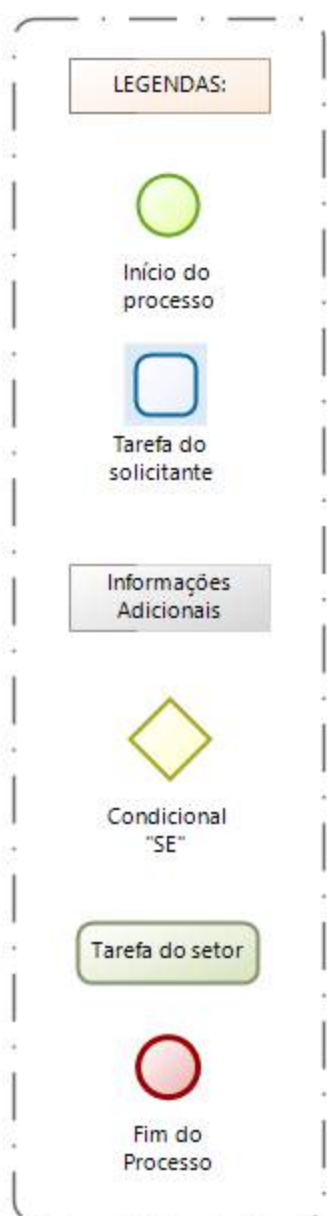 LEGENDAS:
Início do
processo
Tarefa do
solicitante
Informações
Adicionais
Condicional
"SE"
Tarefa do setor
Fim do
Processo